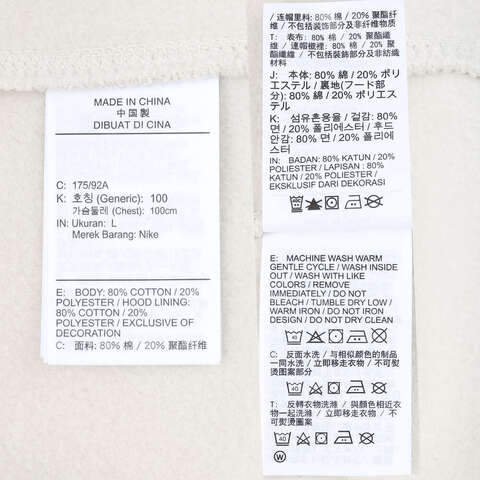 MADE IN CHINA
中国製
DIBUAT DI CINA
C: 175/92A
K: 호칭 (Generic): 100
가슴둘레 (Chest): 100cm
IN: Ukuran: L
Merek Barang: Nike
E: BODY: 80% COTTON / 20%
POLYESTER / HOOD LINING:
80% COTTON / 20%
POLYESTER / EXCLUSIVE OF
DECORATION
C: 面料: 80% 棉 / 20% 聚酯纤维
/连帽里料: 80% 棉 / 20% 聚酯纤
维 / 不包括装饰部分及非纤维部分
T: 表布: 80% 棉 / 20% 聚酯纖
維 / 連帽襯裡: 80% 棉 / 20% 聚酯
纖維 / 不包括裝飾部分及非紡織
材料
J: 本体: 80% 綿 / 20% ポリ
エステル / 裏地(フード部
分): 80% 綿 / 20% ポリエス
テル
K: 섬유혼용율 / 겉감: 80%
면 / 20% 폴리에스터 / 후드
안감: 80% 면 / 20% 폴리에
스터
IN: BADAN: 80% KATUN / 20%
POLIESTER / LAPISAN: 80%
KATUN / 20% POLIESTER /
EKSKLUSIF DARI DEKORASI
E: MACHINE WASH WARM
GENTLE CYCLE / WASH INSIDE
OUT / WASH WITH LIKE
COLORS / REMOVE
IMMEDIATELY / DO NOT
BLEACH / TUMBLE DRY LOW /
WARM IRON / DO NOT IRON
DESIGN / DO NOT DRY CLEAN
40
C: 反面水洗 / 与相似颜色的制品
一同水洗 / 立即移走衣物 / 不可熨
烫图案部分
40
T: 反轉衣物洗滌 / 與顏色相近衣
物一起洗滌 / 立即移走衣物 / 不
可熨燙圖案
40
W